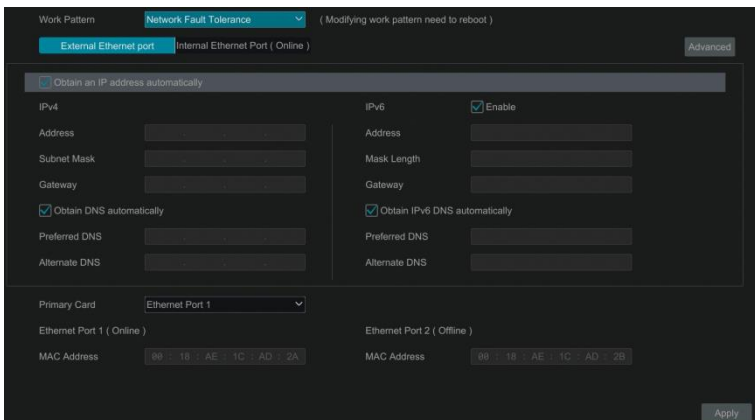 Work Pattern Network Fault Tolerance ( Modifying work pattern need to reboot )
External Ethernet port Internal Ethernet Port ( Online ) Advanced
Obtain an IP address automatically
IPv4 IPv6 Enable
Address Address
Subnet Mask Mask Length
Gateway Gateway
Obtain DNS automatically Obtain IPv6 DNS automatically
Preferred DNS Preferred DNS
Alternate DNS Alternate DNS
Primary Card Ethernet Port 1
Ethernet Port 1 ( Online ) Ethernet Port 2 ( Offline )
MAC Address 00 : 18 : AE : 1C : AD : 2A MAC Address 00 : 18 : AE : 1C : AD : 2B
Apply